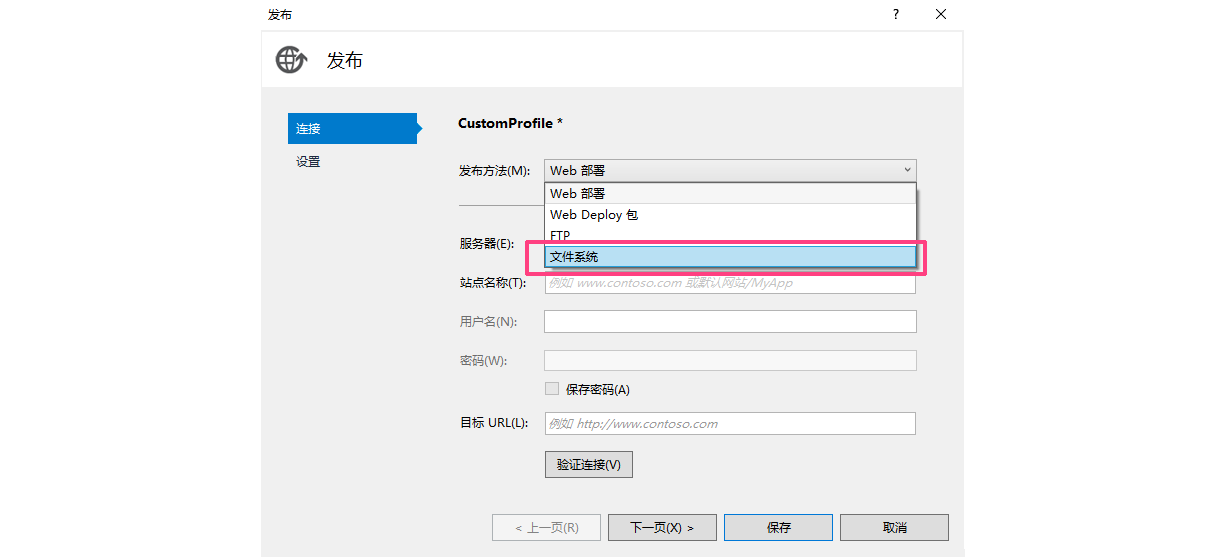 发布
?
发布
连接
设置
CustomProfile *
发布方法(M):
Web 部署
Web 部署
Web Deploy 包
FTP
文件系统
服务器(E):
站点名称(T):
例如 www.contoso.com 或默认网站/MyApp
用户名(N):
密码(W):
保存密码(A)
目标 URL(L):
例如 http://www.contoso.com
验证连接(V)
< 上一页(R)
下一页(X) >
保存
取消